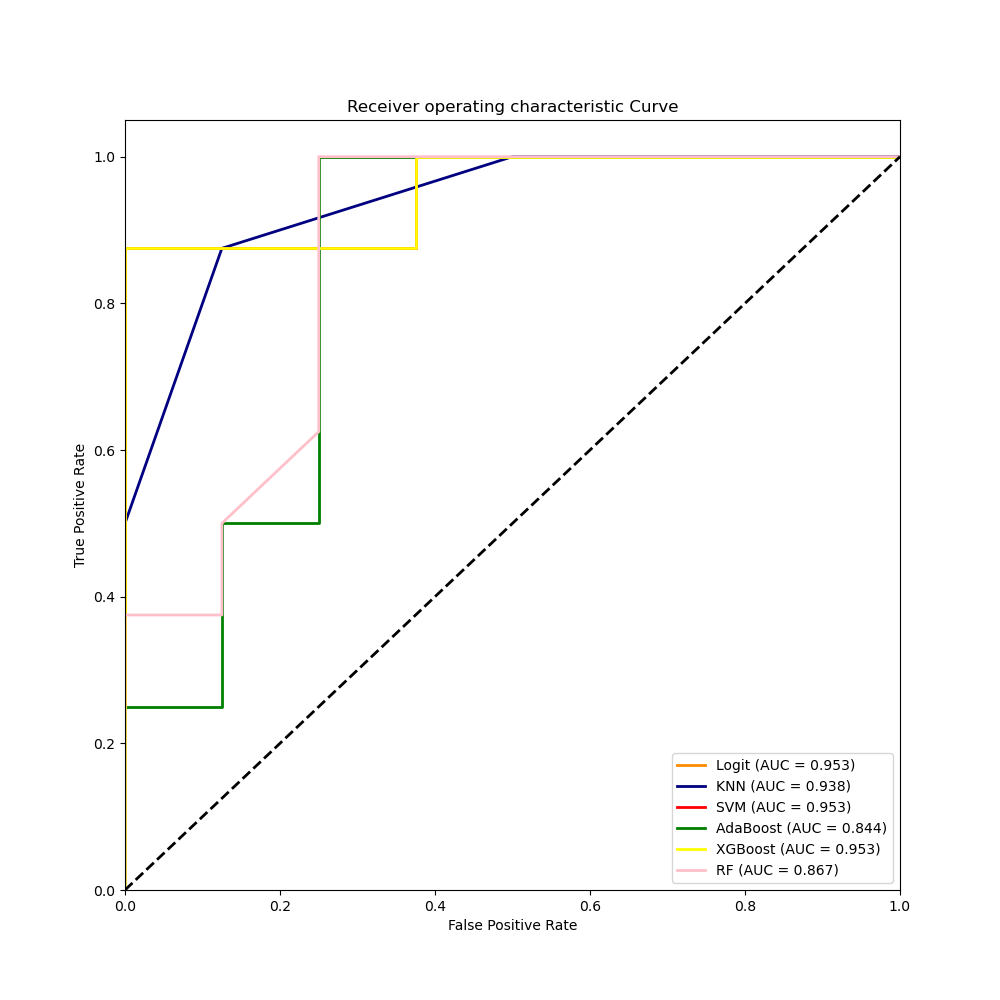 Receiver operating characteristic Curve
True Positive Rate
1.0
0.8
0.6
0.4
0.2
0.0
0.0 0.2 0.4 0.6 0.8 1.0
False Positive Rate
Logit (AUC = 0.953)
KNN (AUC = 0.938)
SVM (AUC = 0.953)
AdaBoost (AUC = 0.844)
XGBoost (AUC = 0.953)
RF (AUC = 0.867)